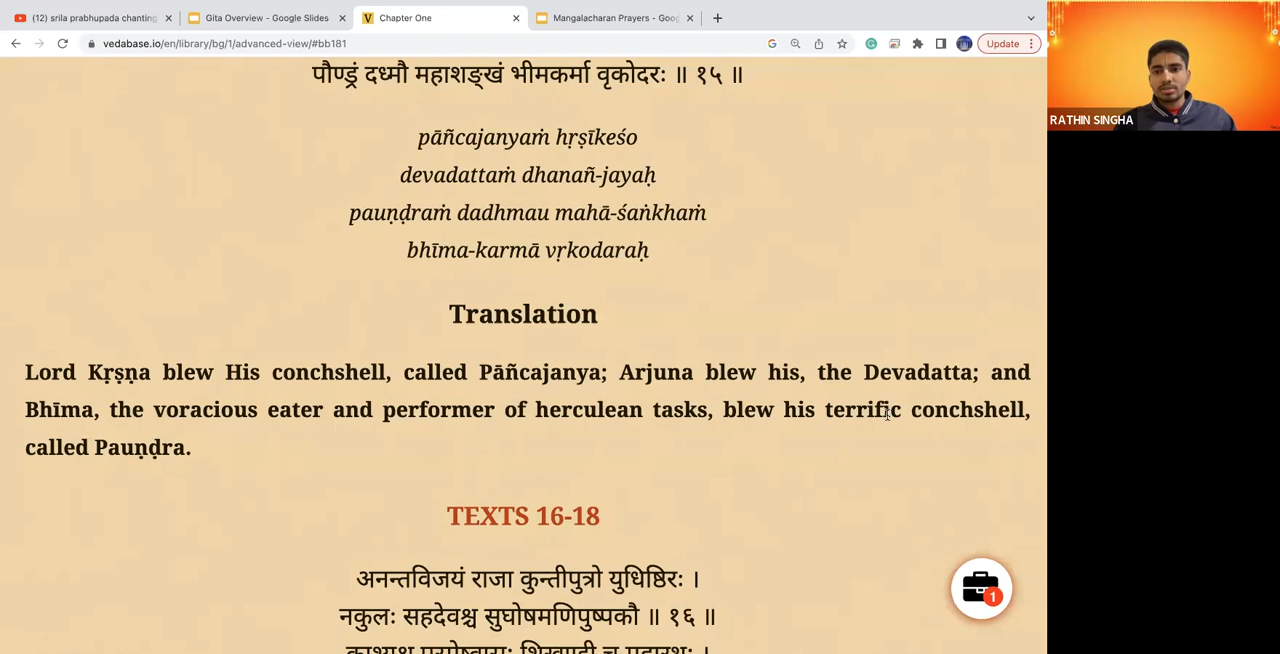 (12) srila prabhupada chanting
Gita Overview - Google Slides
Chapter One
Mangalacharan Prayers - Goo
vedabase.io/en/library/bg/1/advanced-view/#bb181
Update
RATHIN SINGHA
पौण्ड्रं दध्मौ महाशङ्खं भीमकर्मा वृकोदरः ॥ १५ ॥
pāñcajanyaṁ hṛṣīkeśo
devadattaṁ dhanañ-jayaḥ
pauṇḍraṁ dadhmau mahā-śaṅkhaṁ
bhīma-karmā vṛkodaraḥ
Translation
Lord Kṛṣṇa blew His conchshell, called Pāñcajanya; Arjuna blew his, the Devadatta; and
Bhīma, the voracious eater and performer of herculean tasks, blew his terrific conchshell,
called Pauṇḍra.
TEXTS 16-18
अनन्तविजयं राजा कुन्तीपुत्रो युधिष्ठिरः ।
नकुलः सहदेवश्च सुघोषमणिपुष्पकौ ॥ १६ ॥
1